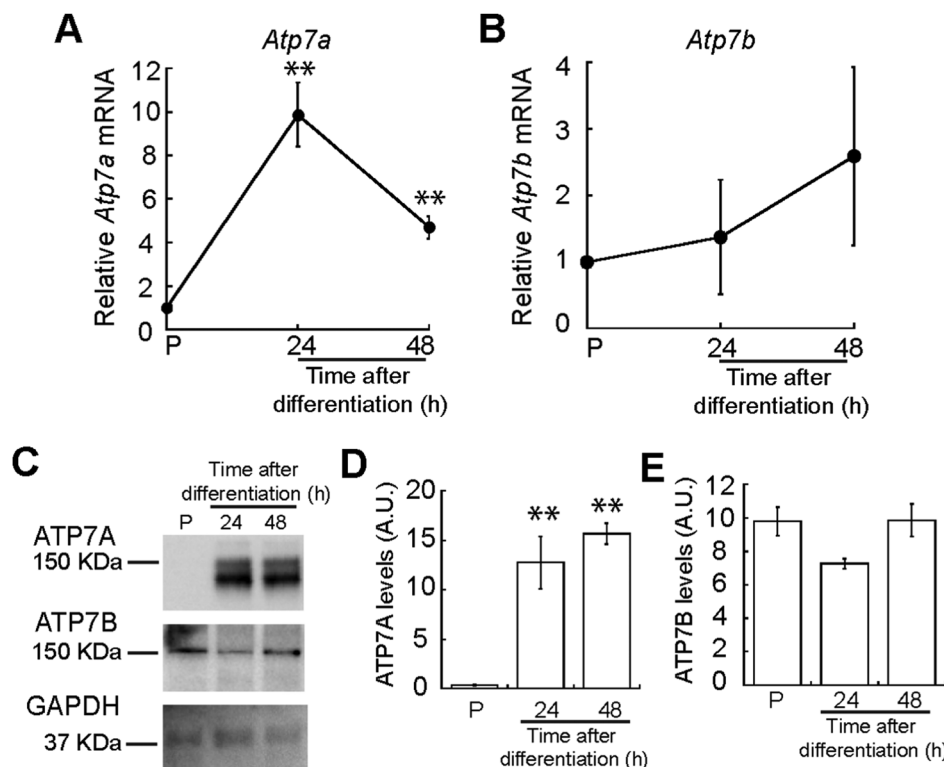 A
Atp7a
**
**
Relative Atp7a mRNA
12
10
8
6
4
2
0
P
24
48
Time after
differentiation (h)
B
Atp7b
Relative Atp7b mRNA
4
3
2
1
0
P
24
48
Time after
differentiation (h)
C
Time after
differentiation (h)
P
24
48
ATP7A
150 KDa
ATP7B
150 KDa
GAPDH
37 KDa
D
ATP7A levels (A.U.)
20
15
10
5
0
**
**
P
24
48
Time after
differentiation (h)
E
ATP7B levels (A.U.)
12
10
8
6
4
2
0
P
24
48
Time after
differentiation (h)